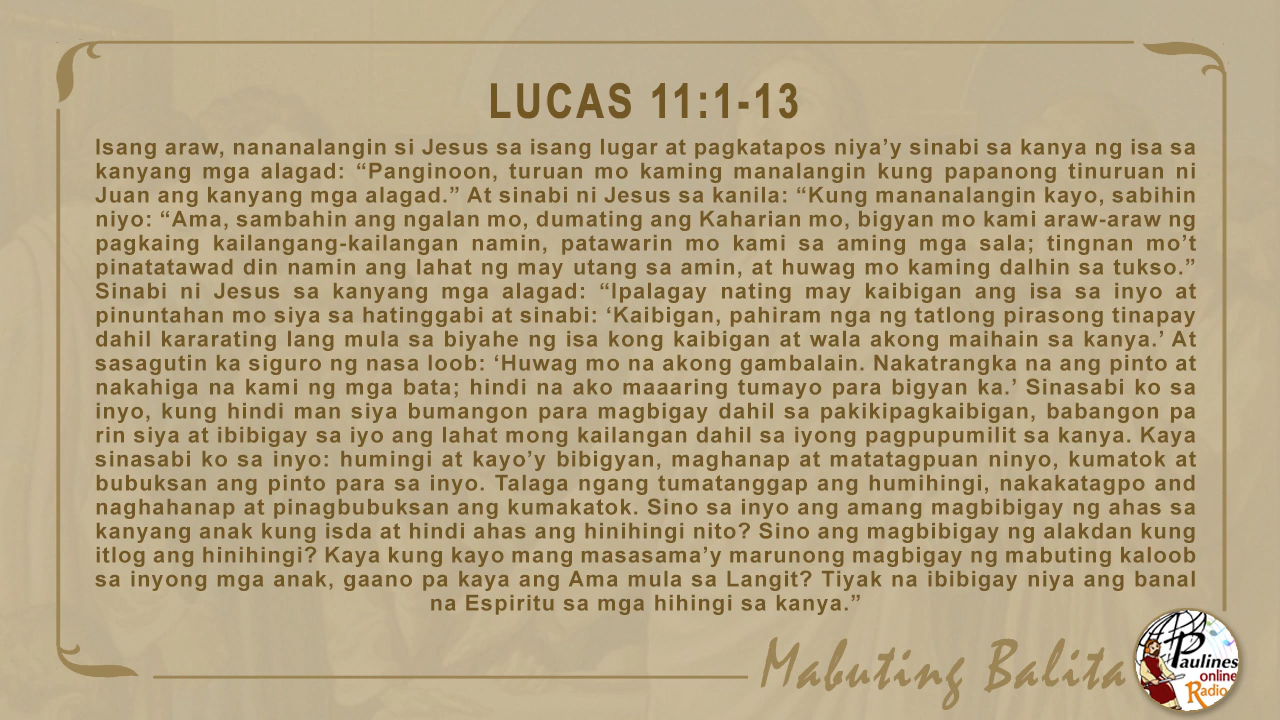 LUCAS 11:1-13
Isang araw, nananalangin si Jesus sa isang lugar at pagkatapos niya’y sinabi sa kanya ng isa sa
kanyang mga alagad: “Panginoon, turuan mo kaming manalangin kung papanong tinuruan ni
Juan ang kanyang mga alagad.” At sinabi ni Jesus sa kanila: “Kung mananalangin kayo, sabihin
niyo: “Ama, sambahin ang ngalan mo, dumating ang Kaharian mo, bigyan mo kami araw-araw ng
pagkaing kailangang-kailangan namin, patawarin mo kami sa aming mga sala; tingnan mo’t
pinatatawad din namin ang lahat ng may utang sa amin, at huwag mo kaming dalhin sa tukso.”
Sinabi ni Jesus sa kanyang mga alagad: “Ipalagay nating may kaibigan ang isa sa inyo at
pinuntahan mo siya sa hatinggabi at sinabi: ‘Kaibigan, pahiram nga ng tatlong pirasong tinapay
dahil kararating lang mula sa biyahe ng isa kong kaibigan at wala akong maihain sa kanya.’ At
sasagutin ka siguro ng nasa loob: ‘Huwag mo na akong gambalain. Nakatrangka na ang pinto at
nakahiga na kami ng mga bata; hindi na ako maaaring tumayo para bigyan ka.’ Sinasabi ko sa
inyo, kung hindi man siya bumangon para magbigay dahil sa pakikipagkaibigan, babangon pa
rin siya at ibibigay sa iyo ang lahat mong kailangan dahil sa iyong pagpupumilit sa kanya. Kaya
sinasabi ko sa inyo: humingi at kayo’y bibigyan, maghanap at matatagpuan ninyo, kumatok at
bubuksan ang pinto para sa inyo. Talaga ngang tumatanggap ang humihingi, nakakatagpo and
naghahanap at pinagbubuksan ang kumakatok. Sino sa inyo ang amang magbibigay ng ahas sa
kanyang anak kung isda at hindi ahas ang hinihingi nito? Sino ang magbibigay ng alakdan kung
itlog ang hinihingi? Kaya kung kayo mang masasama’y marunong magbigay ng mabuting kaloob
sa inyong mga anak, gaano pa kaya ang Ama mula sa Langit? Tiyak na ibibigay niya ang banal
na Espiritu sa mga hihingi sa kanya.”
Mabuting Balita
Paulines
online
Radio